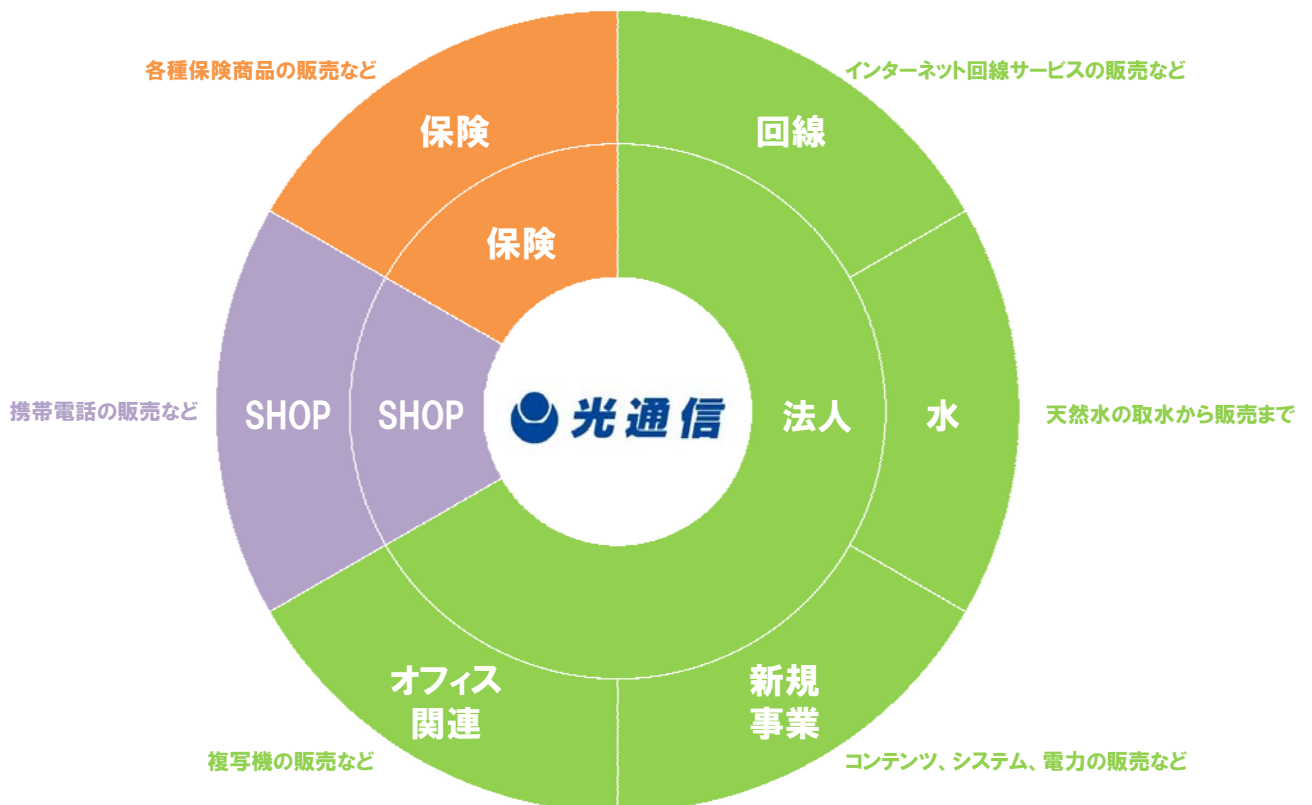 各種保険商品の販売など
インターネット回線サービスの販売など
保険
回線
保険
携帯電話の販売など
SHOP
SHOP
光通信
法人
水
天然水の取水から販売まで
オフィス
関連
新規
事業
複写機の販売など
コンテンツ、システム、電力の販売など